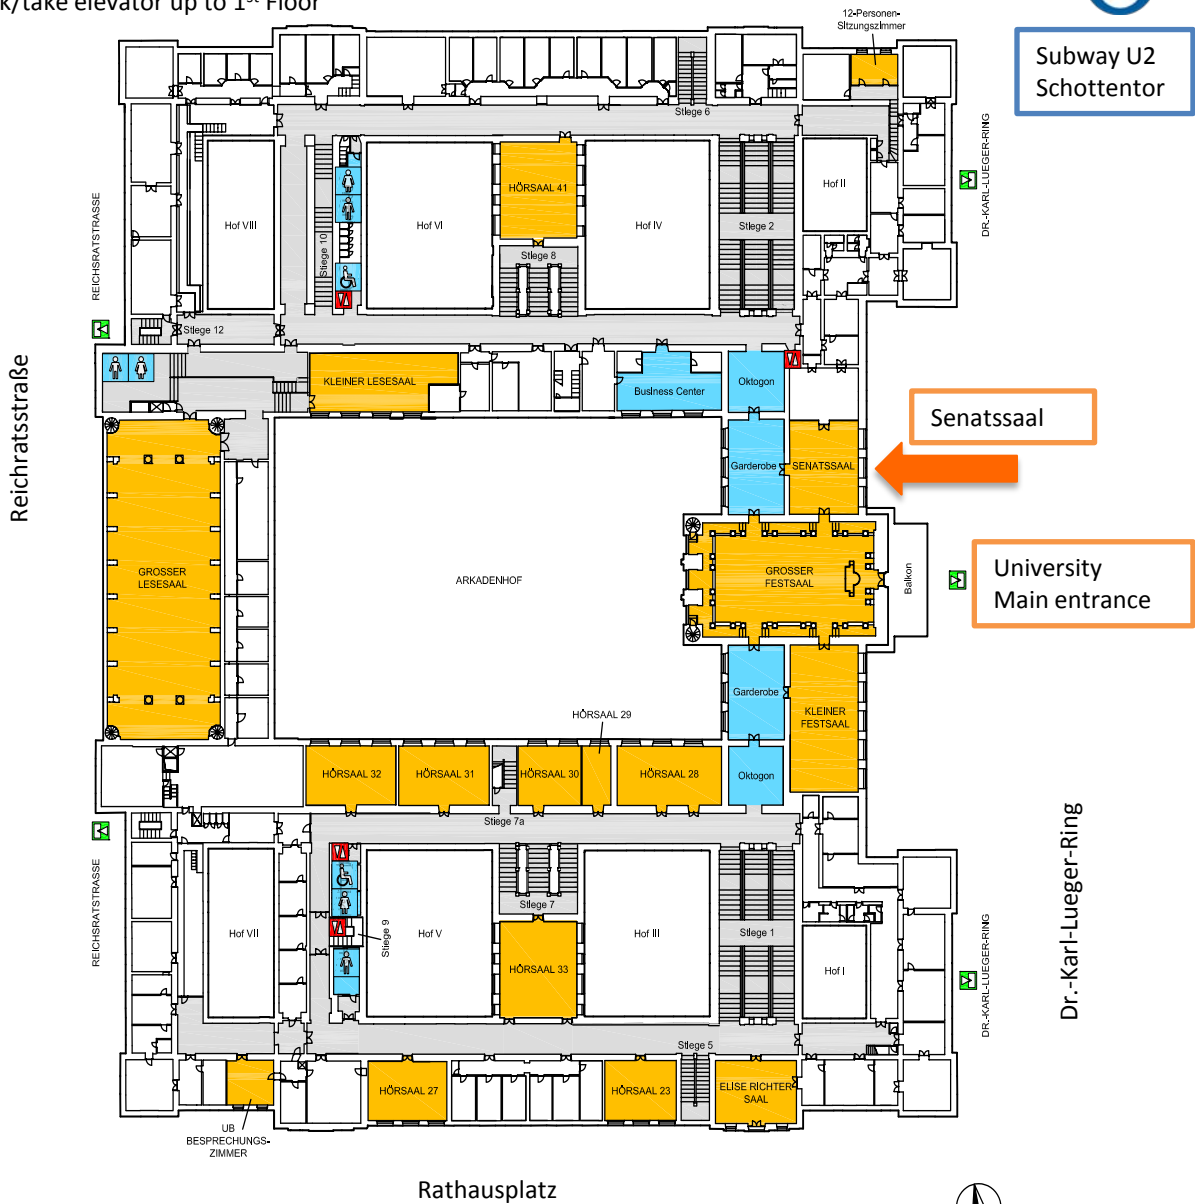 k/take elevator up to 1st Floor
12-Personen-
Sitzungszimmer
Subway U2
Schottentor
Stiege 6
DR.-KARL-LUEGER-RING
REICHSRATSTRASSE
HÖRSAAL 41
Hof VIII
Hof VI
Hof IV
Hof II
Stiege 10
Stiege 8
Stiege 2
Stiege 12
Reichratsstraße
KLEINER LESESAAL
Business Center
Oktogon
Senatssaal
Garderobe
SENATSSAAL
GROSSER
LESESAAL
ARKADENHOF
GROSSER
FESTSAAL
Balkon
University
Main entrance
Garderobe
KLEINER
FESTSAAL
HÖRSAAL 29
HÖRSAAL 32
HÖRSAAL 31
HÖRSAAL 30
HÖRSAAL 28
Oktogon
Stiege 7a
REICHSRATSTRASSE
Dr.-Karl-Lueger-Ring
Stiege 7
Stiege 9
Hof VII
Hof V
Hof III
Stiege 1
Hof I
HÖRSAAL 33
DR.-KARL-LUEGER-RING
Stiege 5
HÖRSAAL 27
HÖRSAAL 23
ELISE RICHTER
SAAL
UB
BESPRECHUNGS-
ZIMMER
Rathausplatz